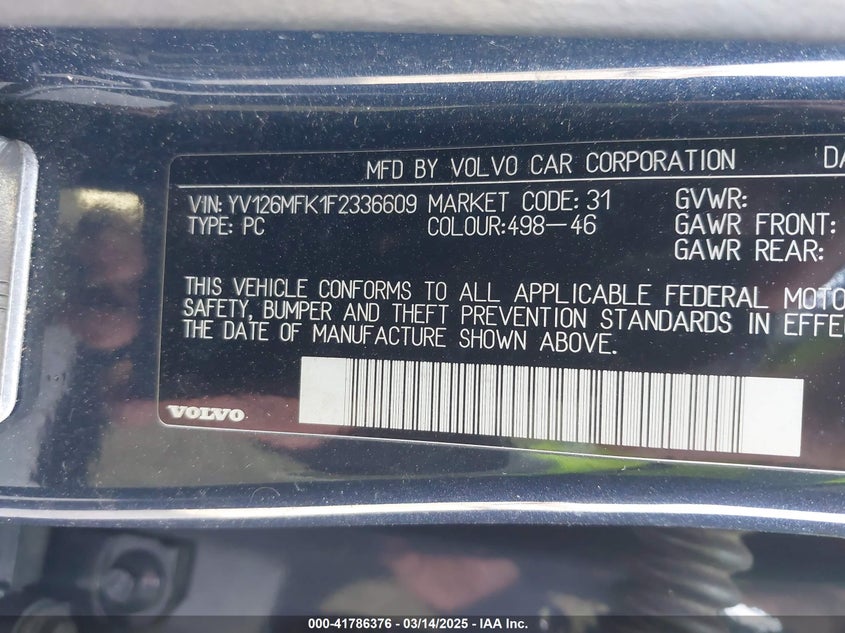 MFD BY VOLVO CAR CORPORATION
VIN: YV126MFK1F2336609 MARKET CODE: 31 GVWR:
TYPE: PC COLOUR:498-46 GAWR FRONT:
GAWR REAR:
THIS VEHICLE CONFORMS TO ALL APPLICABLE FEDERAL MOTO
SAFETY, BUMPER AND THEFT PREVENTION STANDARDS IN EFFE
THE DATE OF MANUFACTURE SHOWN ABOVE.
VOLVO
000-41786376 - 03/14/2025 - IAA Inc.